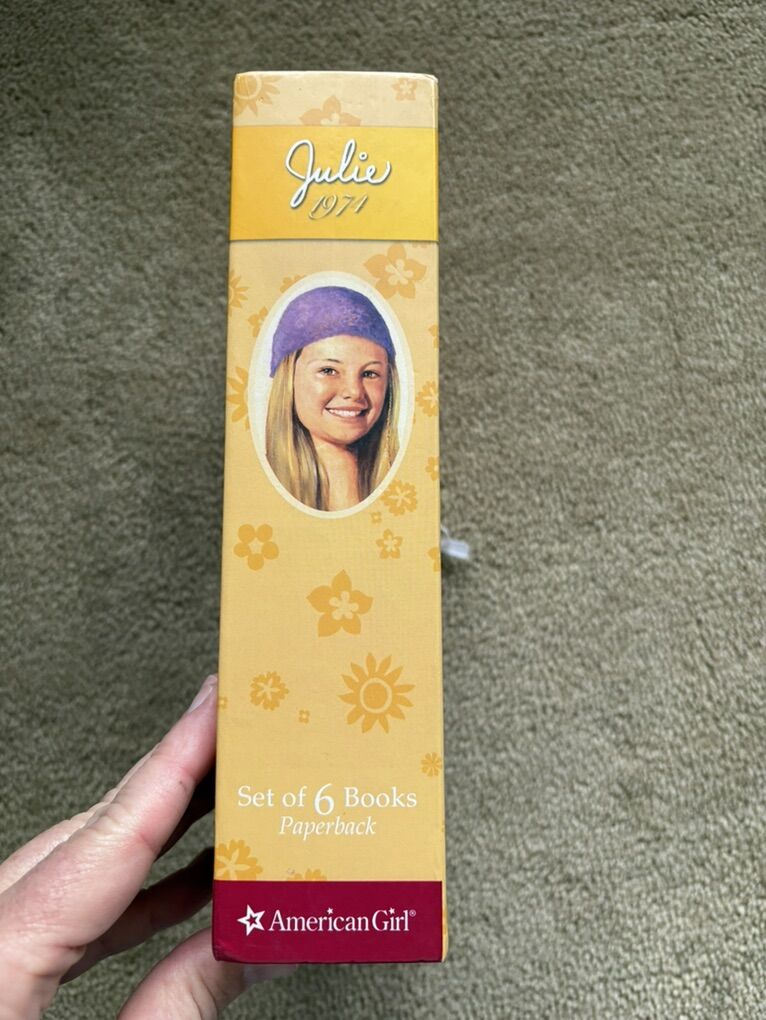 Julie
1974
Set of 6 Books
Paperback
American Girl®